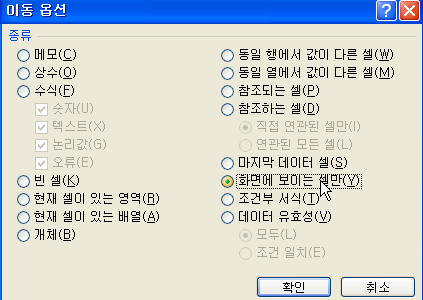 이동 옵션
종류
메모(C)
상수(O)
수식(F)
숫자(U)
텍스트(X)
논리값(G)
오류(E)
빈 셀(K)
현재 셀이 있는 영역(R)
현재 셀이 있는 배열(A)
개체(B)
동일 행에서 값이 다른 셀(W)
동일 열에서 값이 다른 셀(M)
참조되는 셀(P)
참조하는 셀(D)
직접 연관된 셀만(I)
연관된 모든 셀(L)
마지막 데이터 셀(S)
화면에 보이는 셀만(Y)
조건부 서식(T)
데이터 유효성(V)
모두(L)
조건 일치(E)
확인
취소